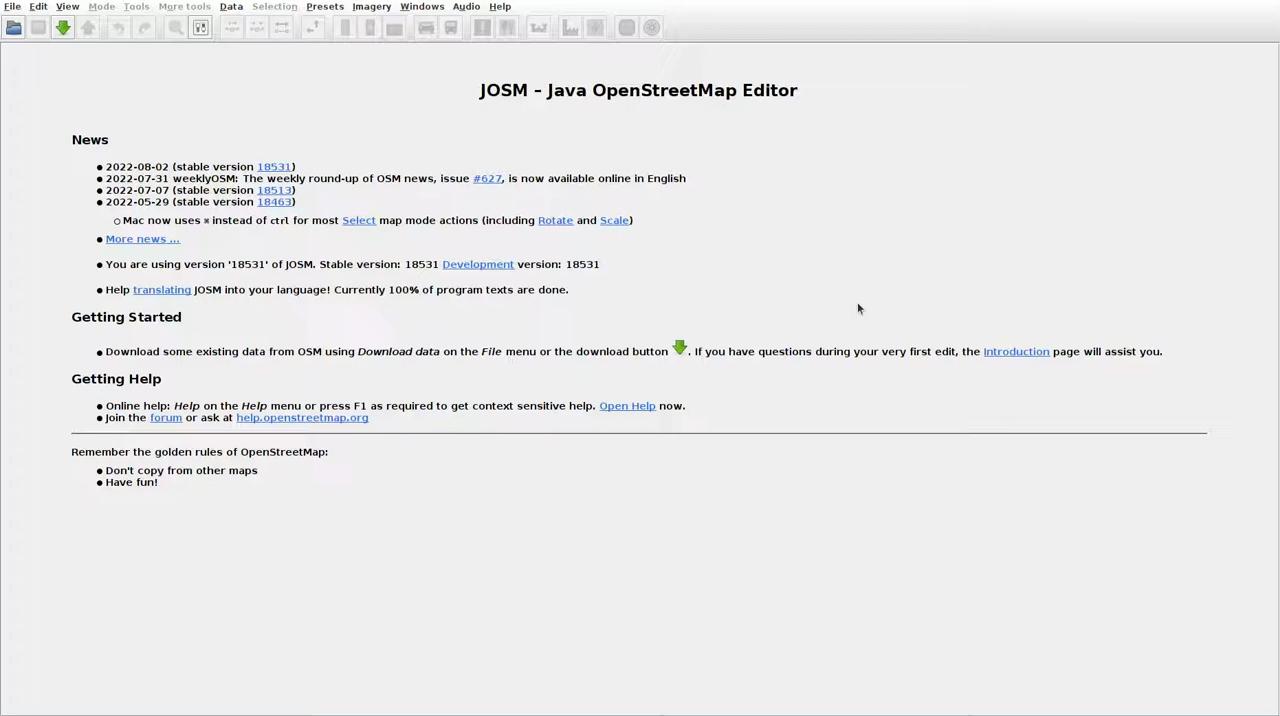 File Edit View Mode Tools More tools Data Selection Presets Imagery Windows Audio Help
JOSM – Java OpenStreetMap Editor
News
2022-08-02 (stable version 18531)
2022-07-31 weeklyOSM: The weekly round-up of OSM news, issue #627, is now available online in English
2022-07-07 (stable version 18513)
2022-05-29 (stable version 18463)
Mac now uses ⌘ instead of ctrl for most Select map mode actions (including Rotate and Scale)
More news ...
You are using version '18531' of JOSM. Stable version: 18531 Development version: 18531
Help translating JOSM into your language! Currently 100% of program texts are done.
Getting Started
Download some existing data from OSM using Download data on the File menu or the download button . If you have questions during your very first edit, the Introduction page will assist you.
Getting Help
Online help: Help on the Help menu or press F1 as required to get context sensitive help. Open Help now.
Join the forum or ask at help.openstreetmap.org
Remember the golden rules of OpenStreetMap:
Don't copy from other maps
Have fun!